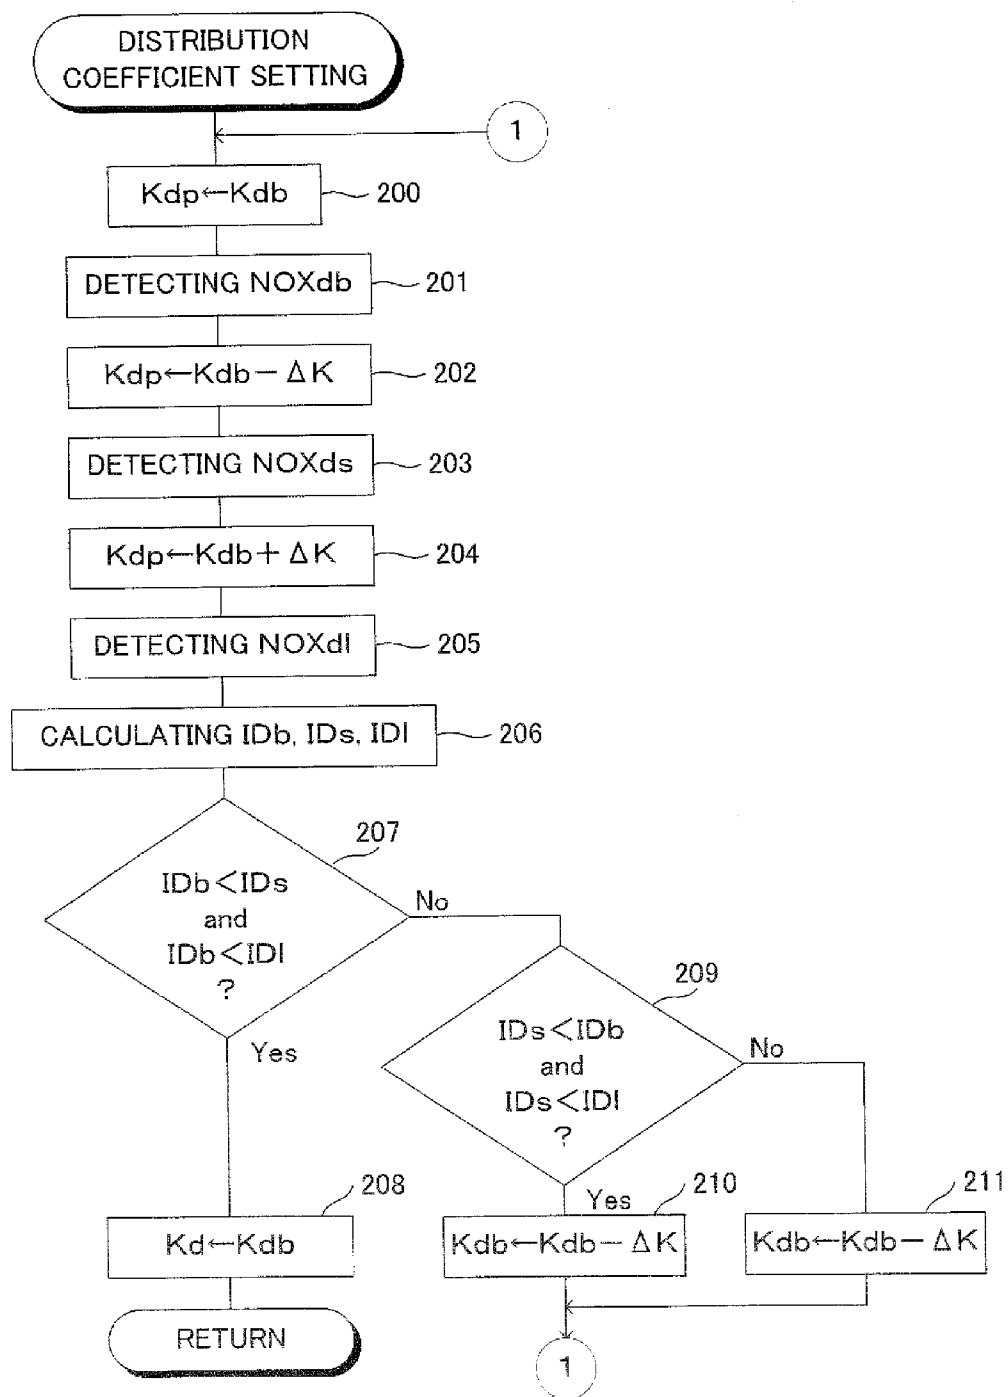 DISTRIBUTION
COEFFICIENT SETTING
1
Kdp←Kdb
200
DETECTING NOXdb
201
Kdp←Kdb－ΔK
202
DETECTING NOXds
203
Kdp←Kdb＋ΔK
204
DETECTING NOXdl
205
CALCULATING IDb, IDs, IDl
206
207
IDb＜IDs
and
IDb＜IDl
?
No
Yes
209
IDs＜IDb
and
IDs＜IDl
?
No
Yes
208
Kd←Kdb
210
Kdb←Kdb－ΔK
211
Kdb←Kdb－ΔK
RETURN
1